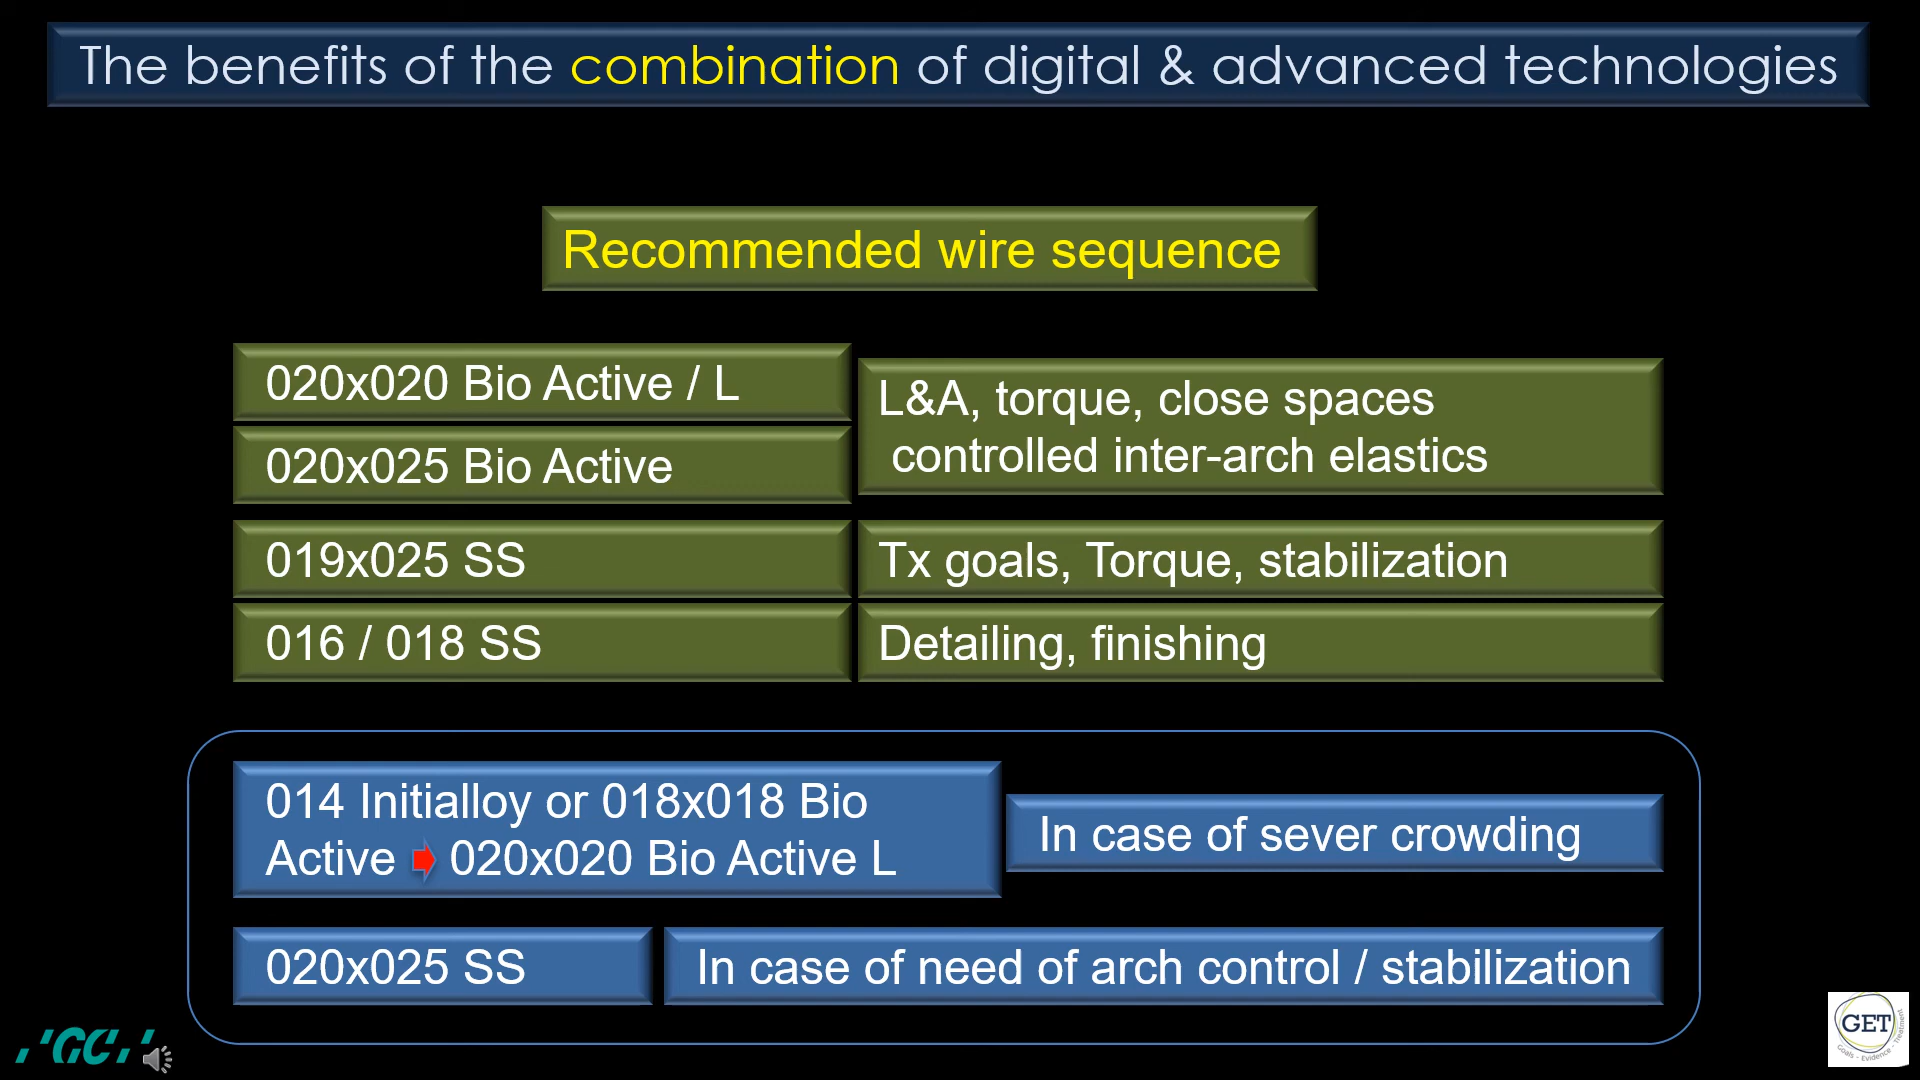 The benefits of the combination of digital & advanced technologies
Recommended wire sequence
020x020 Bio Active / L
020x025 Bio Active
L&A, torque, close spaces
controlled inter-arch elastics
019x025 SS
Tx goals, Torque, stabilization
016 / 018 SS
Detailing, finishing
014 Initialloy or 018x018 Bio
Active 020x020 Bio Active L
In case of sever crowding
020x025 SS
In case of need of arch control / stabilization
GC
GET
Goals - Evidence - Treatment